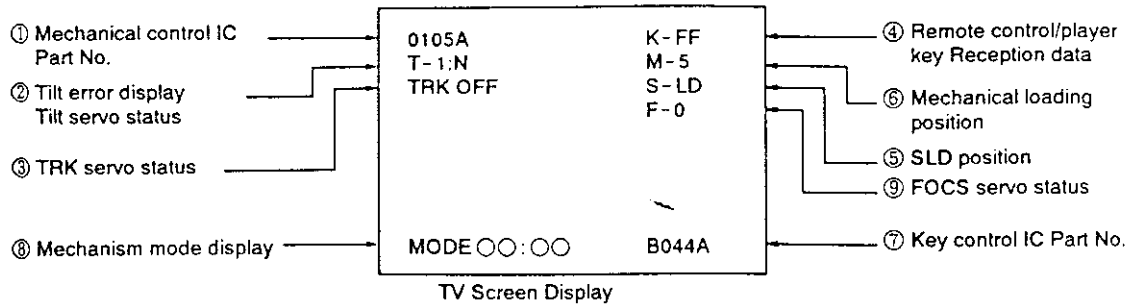 ① Mechanical control IC
Part No.
② Tilt error display
Tilt servo status
③ TRK servo status
⑧ Mechanism mode display
0105A
T-1:N
TRK OFF
K-FF
M-5
S-LD
F-0
MODE○○:○○
B044A
④ Remote control/player
key Reception data
⑥ Mechanical loading
position
⑤ SLD position
⑨ FOCS servo status
⑦ Key control IC Part No.
TV Screen Display